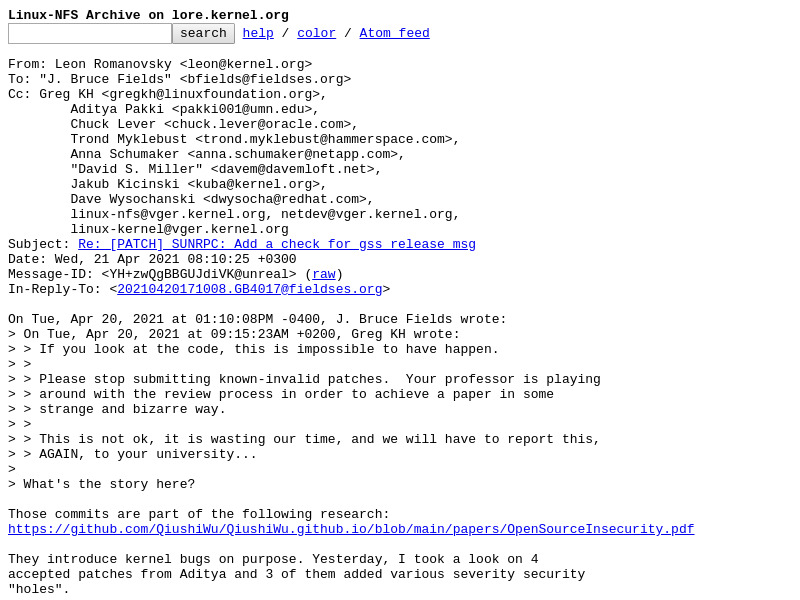 Linux-NFS Archive on lore.kernel.org
search help / color / Atom feed
From: Leon Romanovsky <leon@kernel.org>
To: "J. Bruce Fields" <bfields@fieldses.org>
Cc: Greg KH <gregkh@linuxfoundation.org>,
Aditya Pakki <pakki001@umn.edu>,
Chuck Lever <chuck.lever@oracle.com>,
Trond Myklebust <trond.myklebust@hammerspace.com>,
Anna Schumaker <anna.schumaker@netapp.com>,
"David S. Miller" <davem@davemloft.net>,
Jakub Kicinski <kuba@kernel.org>,
Dave Wysochanski <dwysocha@redhat.com>,
linux-nfs@vger.kernel.org, netdev@vger.kernel.org,
linux-kernel@vger.kernel.org
Subject: Re: [PATCH] SUNRPC: Add a check for gss_release_msg
Date: Wed, 21 Apr 2021 08:10:25 +0300
Message-ID: <YH+zwQgBBGUJdiVK@unreal> (raw)
In-Reply-To: <20210420171008.GB4017@fieldses.org>
On Tue, Apr 20, 2021 at 01:10:08PM -0400, J. Bruce Fields wrote:
> On Tue, Apr 20, 2021 at 09:15:23AM +0200, Greg KH wrote:
> > If you look at the code, this is impossible to have happen.
> >
> > Please stop submitting known-invalid patches.  Your professor is playing
> > around with the review process in order to achieve a paper in some
> > strange and bizarre way.
> >
> > This is not ok, it is wasting our time, and we will have to report this,
> > AGAIN, to your university...
>
> What's the story here?
Those commits are part of the following research:
https://github.com/QiushiWu/QiushiWu.github.io/blob/main/papers/OpenSourceInsecurity.pdf
They introduce kernel bugs on purpose. Yesterday, I took a look on 4
accepted patches from Aditya and 3 of them added various severity security
"holes".